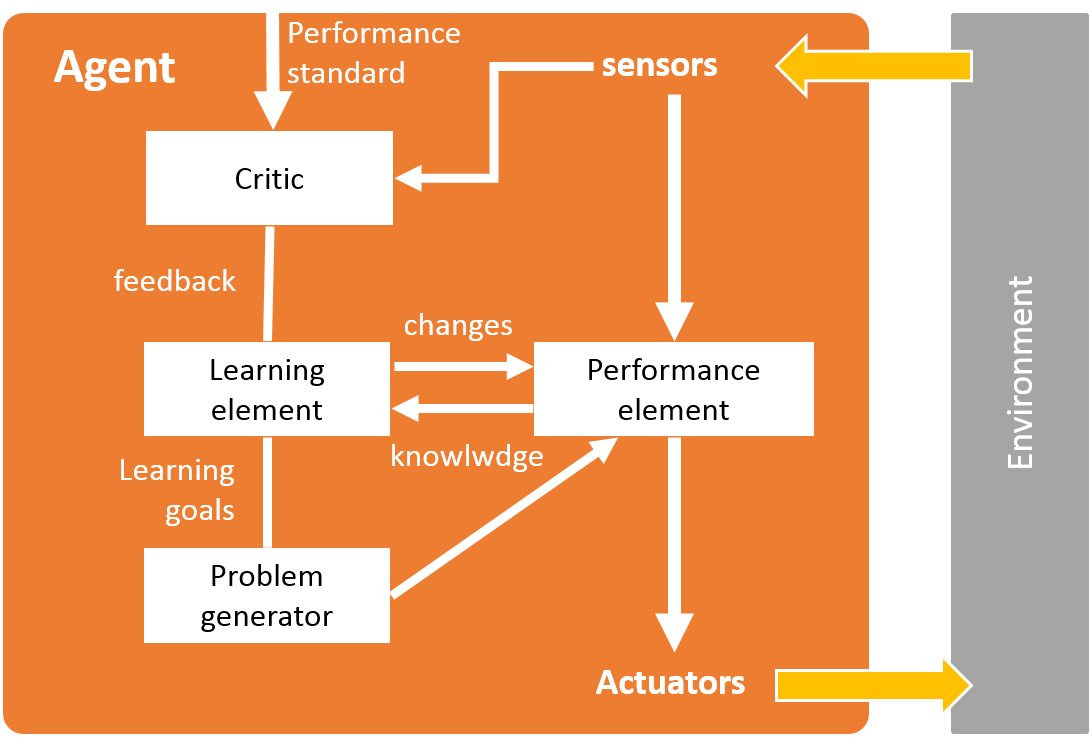 Agent
Performance
standard
sensors
Critic
feedback
changes
Learning
element
Performance
element
knowlwdge
Learning
goals
Problem
generator
Actuators
Environment